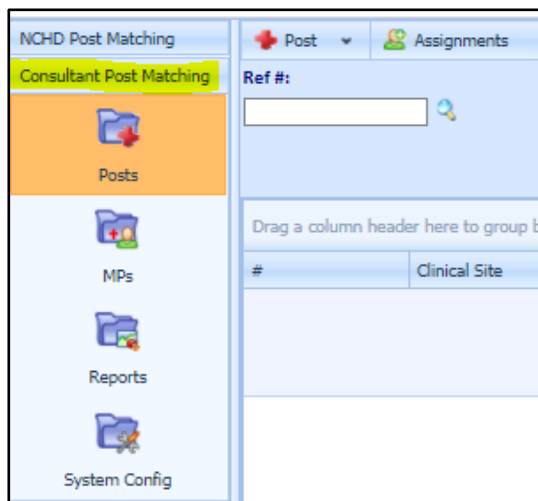 NCHD Post Matching
Consultant Post Matching
Posts
MPs
Reports
System Config
Post Assignments
Ref #:
Drag a column header here to group
# Clinical Site